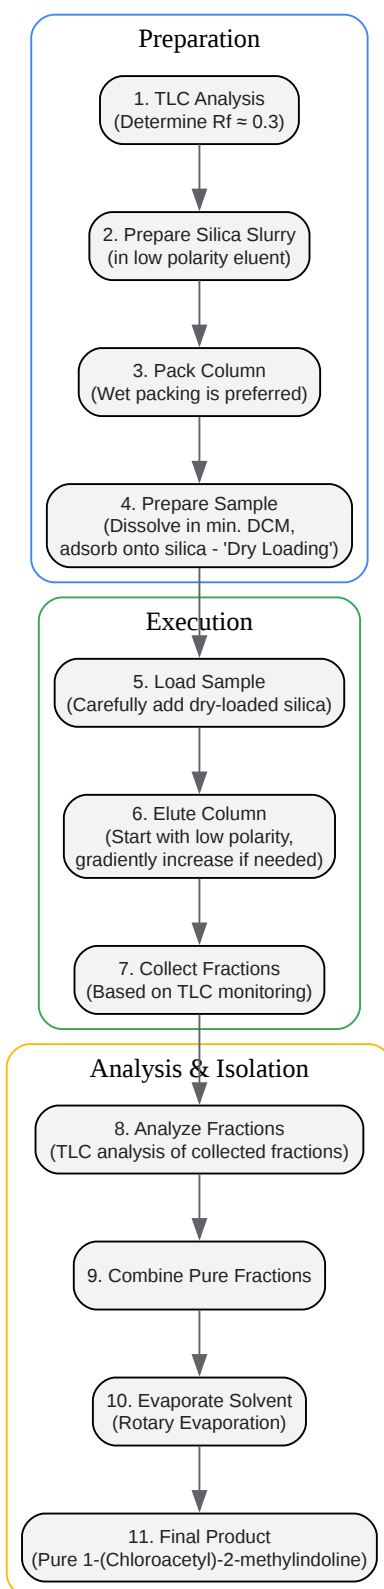 Preparation
1. TLC Analysis
(Determine Rf ≈ 0.3)
2. Prepare Silica Slurry
(in low polarity eluent)
3. Pack Column
(Wet packing is preferred)
4. Prepare Sample
(Dissolve in min. DCM,
adsorb onto silica - 'Dry Loading')
Execution
5. Load Sample
(Carefully add dry-loaded silica)
6. Elute Column
(Start with low polarity,
gradiently increase if needed)
7. Collect Fractions
(Based on TLC monitoring)
Analysis & Isolation
8. Analyze Fractions
(TLC analysis of collected fractions)
9. Combine Pure Fractions
10. Evaporate Solvent
(Rotary Evaporation)
11. Final Product
(Pure 1-(Chloroacetyl)-2-methylindoline)